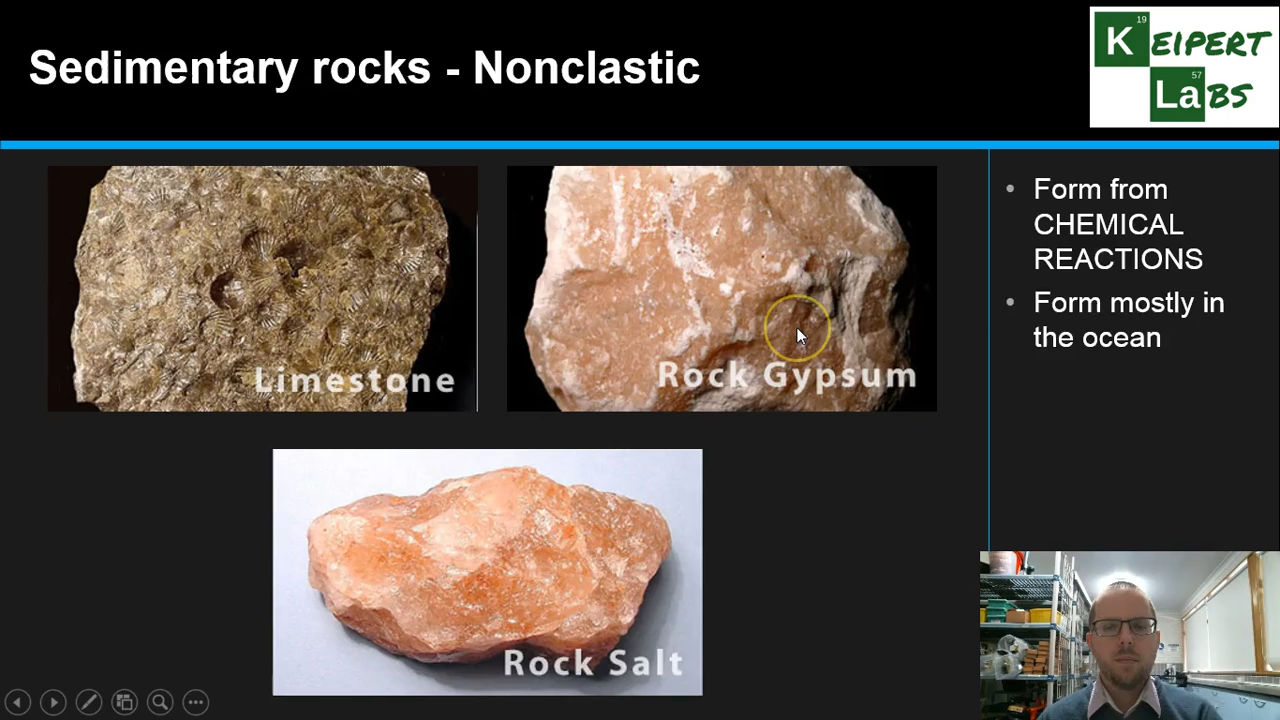 Sedimentary rocks - Nonclastic
19
KEIPERT
57
LaBS
Limestone
Rock Gypsum
Rock Salt
• Form from
CHEMICAL
REACTIONS
• Form mostly in
the ocean